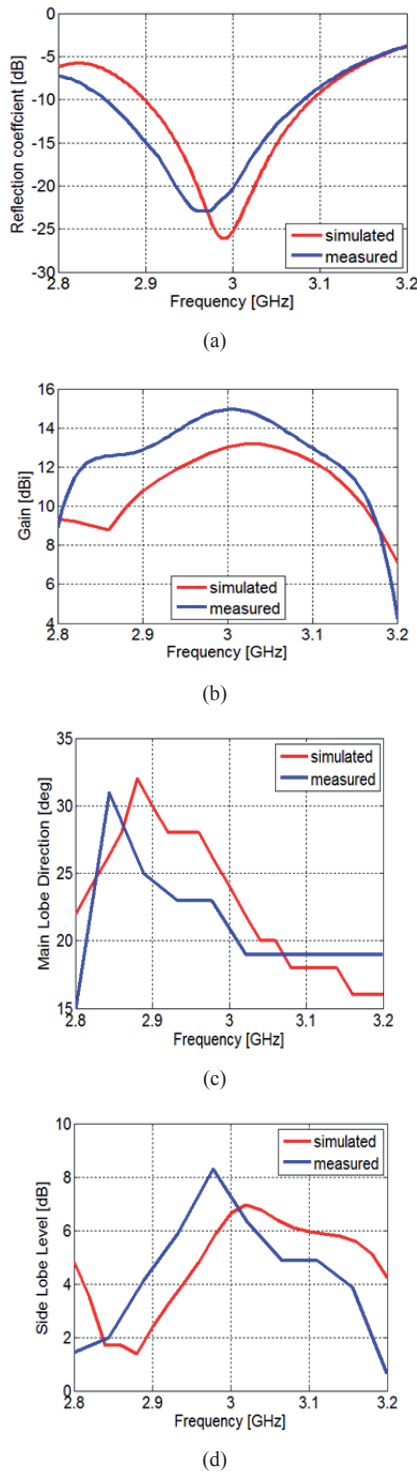 0
-5
-10
-15
-20
-25
-30
Reflection coeffcient [dB]
simulated
measured
2.8 2.9 3 3.1 3.2
Frequency [GHz]
(a)
16
14
12
10
8
6
4
Gain [dBi]
simulated
measured
2.8 2.9 3 3.1 3.2
Frequency [GHz]
(b)
35
30
25
20
15
Main Lobe Direction [deg]
simulated
measured
2.8 2.9 3 3.1 3.2
Frequency [GHz]
(c)
10
8
6
4
2
0
Side Lobe Level [dB]
simulated
measured
2.8 2.9 3 3.1 3.2
Frequency [GHz]
(d)